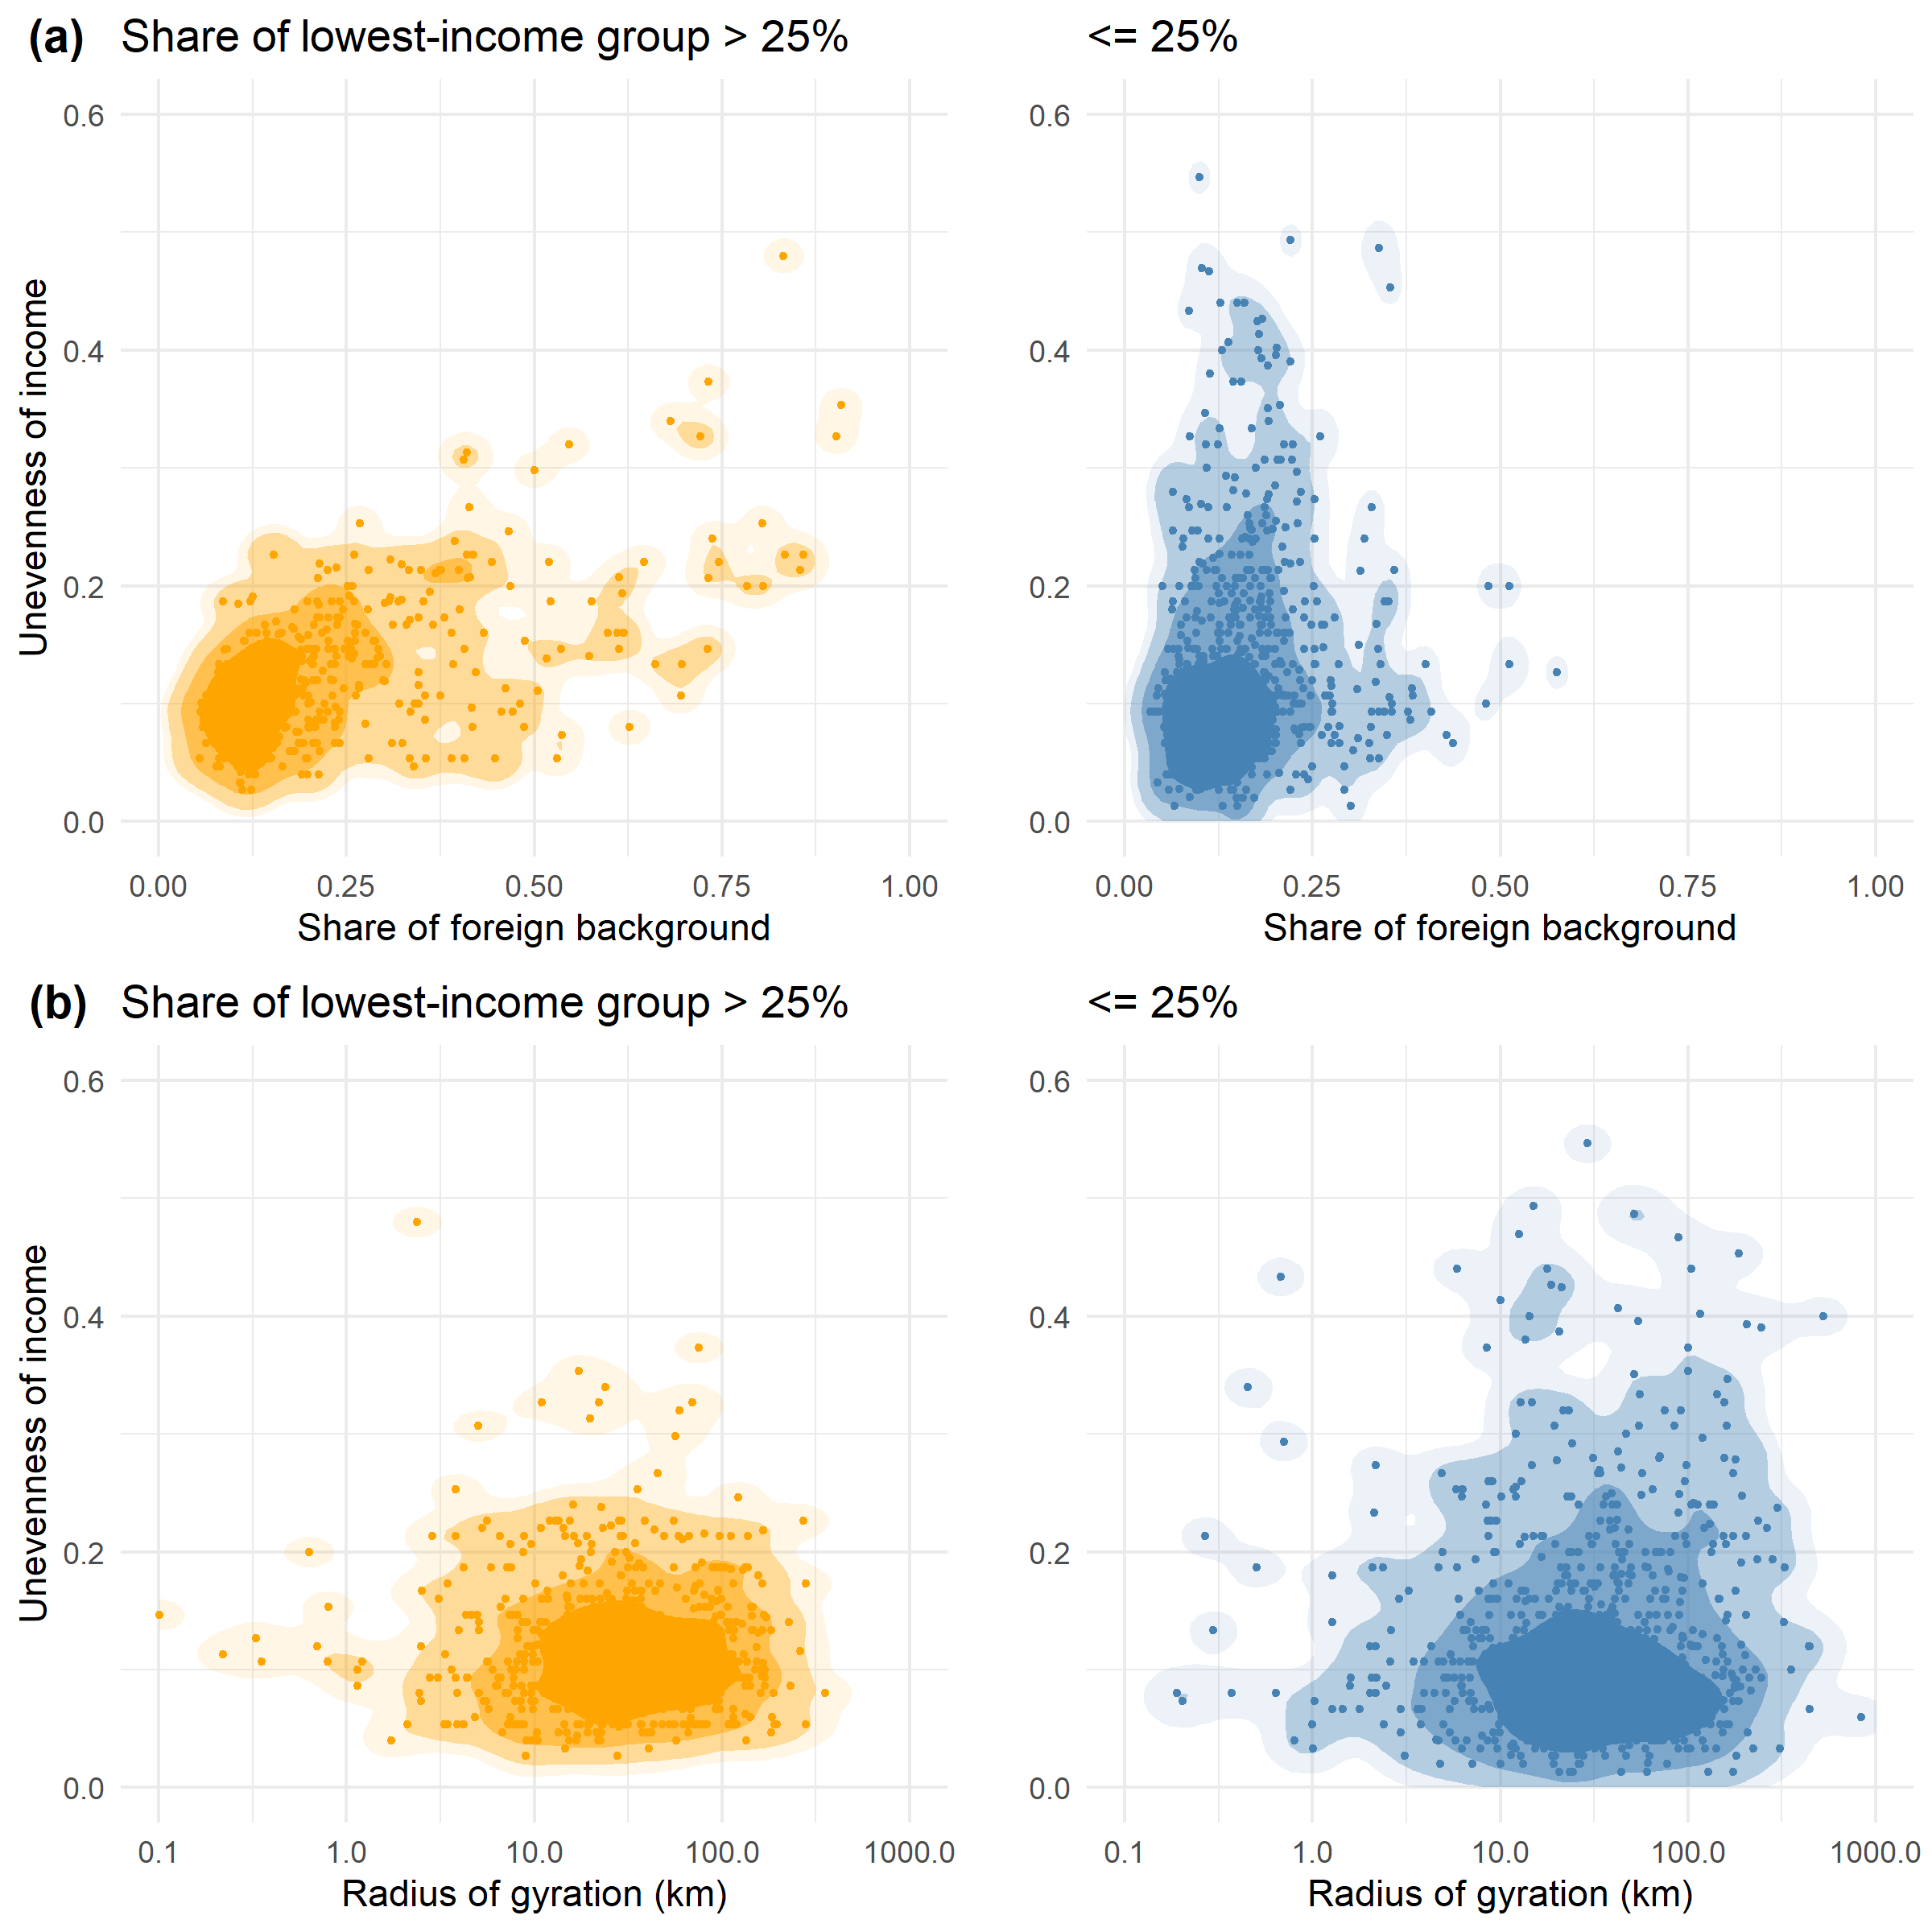 (a) Share of lowest-income group > 25%
<= 25%
Unevenness of income
0.6
0.4
0.2
0.0
0.00 0.25 0.50 0.75 1.00
Share of foreign background
0.6
0.4
0.2
0.0
0.00 0.25 0.50 0.75 1.00
Share of foreign background
(b) Share of lowest-income group > 25%
<= 25%
Unevenness of income
0.6
0.4
0.2
0.0
0.1 1.0 10.0 100.0 1000.0
Radius of gyration (km)
0.6
0.4
0.2
0.0
0.1 1.0 10.0 100.0 1000.0
Radius of gyration (km)